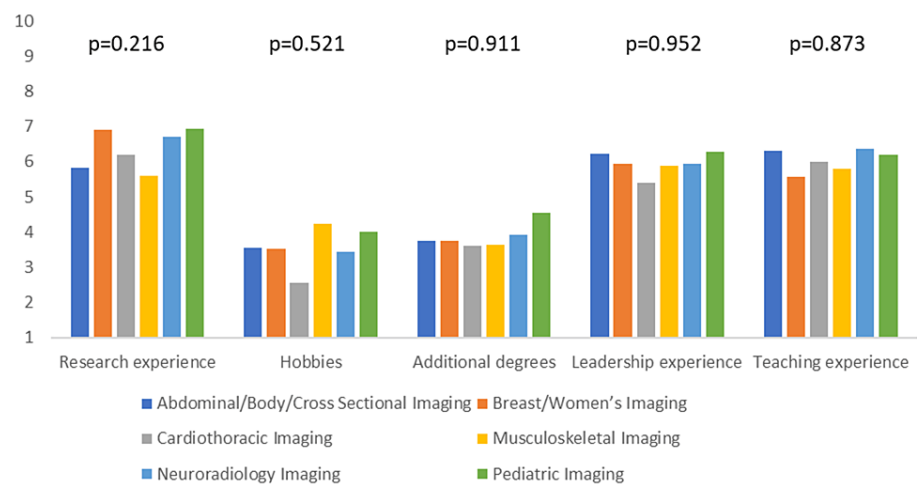 10
p=0.216 p=0.521 p=0.911 p=0.952 p=0.873
9
8
7
6
5
4
3
2
1
Research experience Hobbies Additional degrees Leadership experience Teaching experience
Abdominal/Body/Cross Sectional Imaging Breast/Women's Imaging
Cardiothoracic Imaging Musculoskeletal Imaging
Neuroradiology Imaging Pediatric Imaging